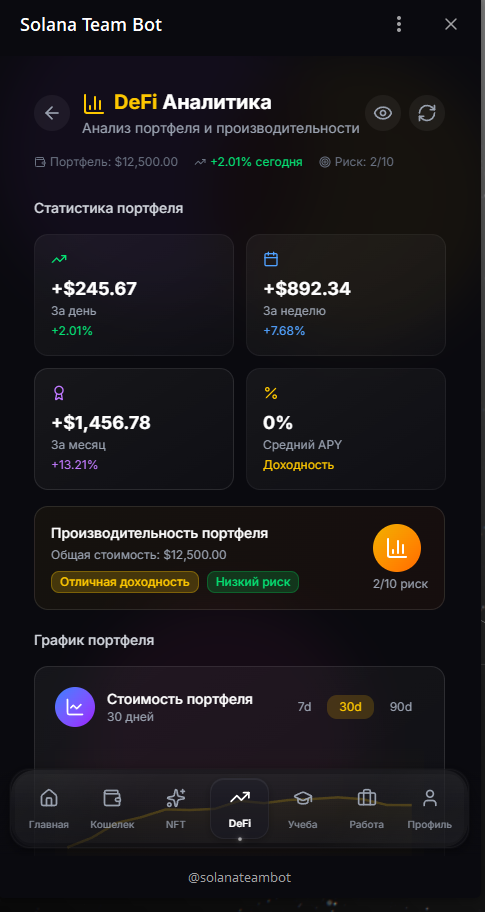 Solana Team Bot
DeFi Аналитика
Анализ портфеля и производительности
Портфель: $12,500.00 +2.01% сегодня Риск: 2/10
Статистика портфеля
+$245.67
За день
+2.01%
+$892.34
За неделю
+7.68%
+$1,456.78
За месяц
+13.21%
0%
Средний APY
Доходность
Производительность портфеля
Общая стоимость: $12,500.00
Отличная доходность Низкий риск
2/10 риск
График портфеля
Стоимость портфеля
30 дней
7d 30d 90d
Главная Кошелек NFT DeFi Учеба Работа Профиль
@solanateambot